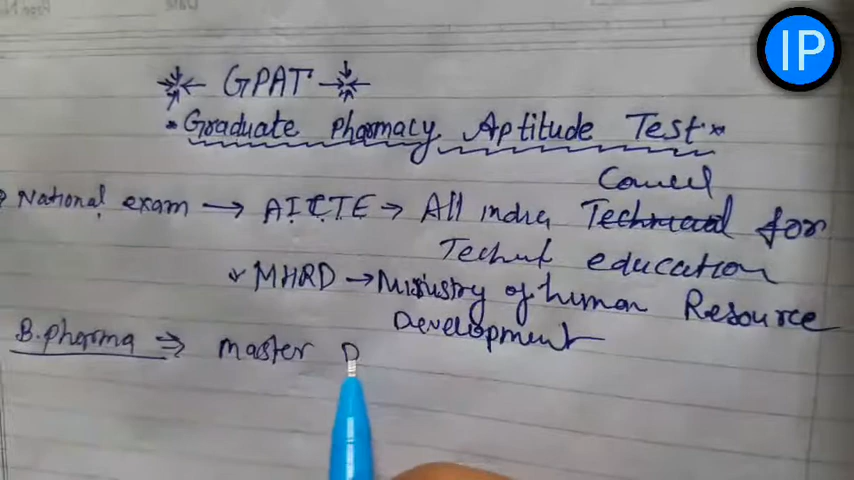 IP
GPAT
Graduate Pharmacy Aptitude Test
Council
National exam → AICTE → All india Technical for
education
MHRD → Ministry of human Resource
Development
B.pharma ⇒ master